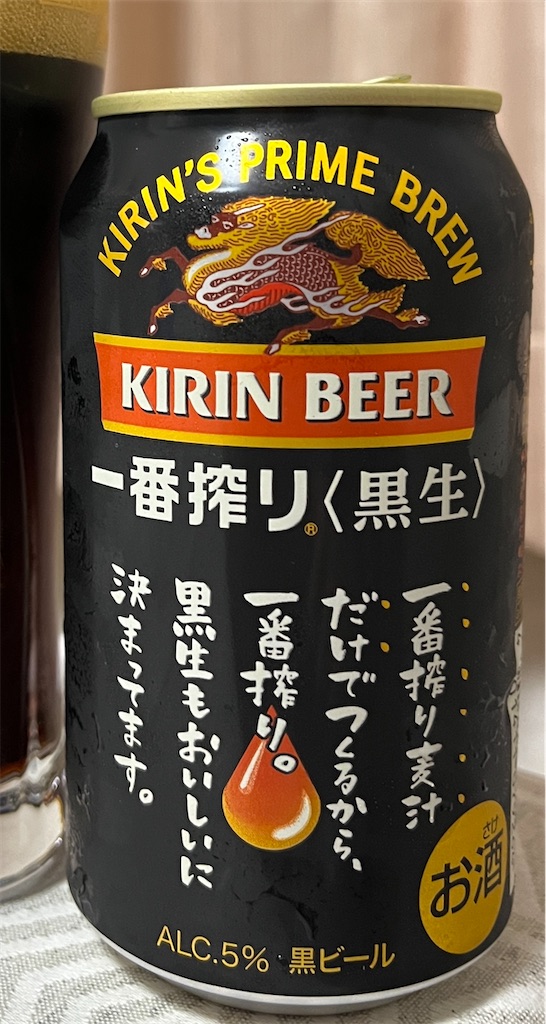 KIRIN'S PRIME BREW
KIRIN BEER
一番搾り®〈黒生〉
一番搾り麦汁
だけでつくるから、
一番搾り。
黒生もおいしいに
決まってます。
さけ
お酒
ALC.5% 黒ビール